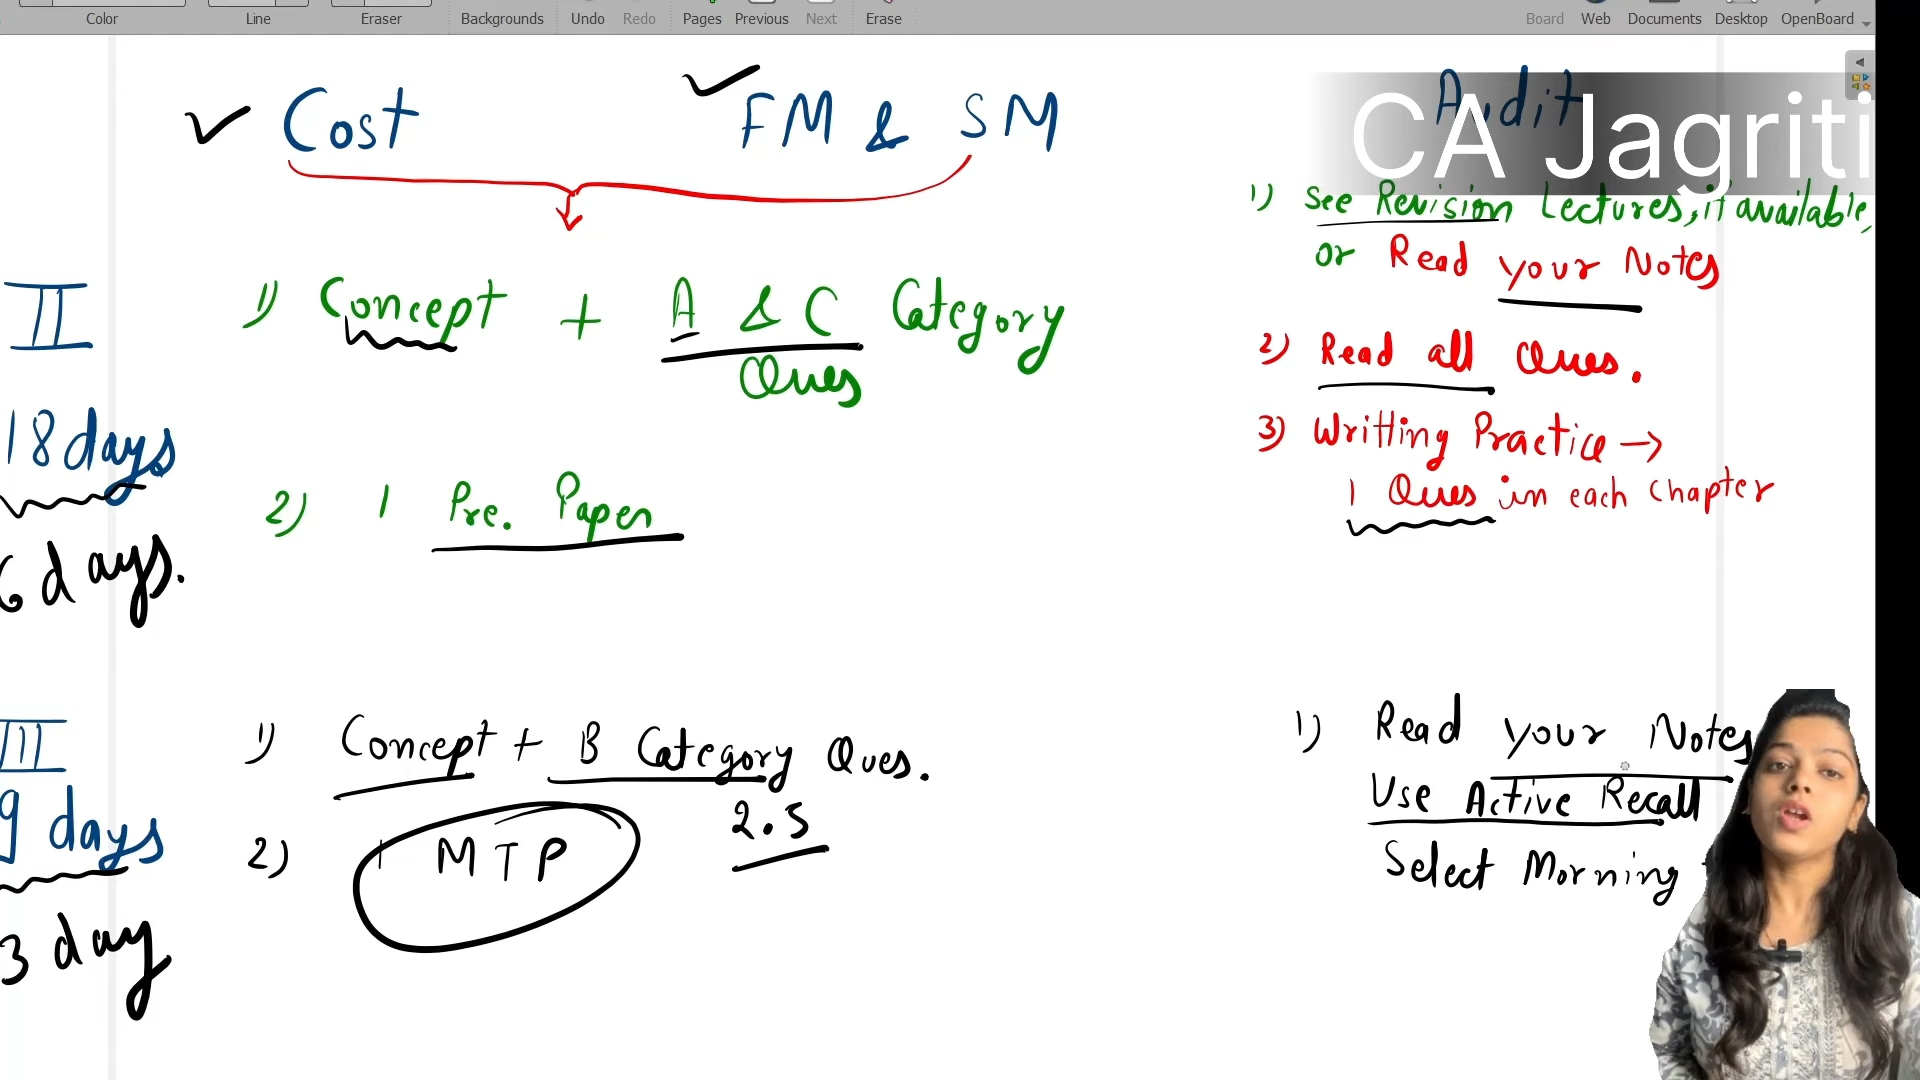 Color Line Eraser Backgrounds Undo Redo Pages Previous Next Erase Board Web Documents Desktop OpenBoard
Cost FM & SM Audit
CA Jagriti
1) see Revision Lectures, if available,
or Read your Notes
II
1) Concept + A & C Category
Ques
2) Read all Ques.
18 days
3) Writting Practice →
1 Ques in each chapter
2) 1 Pre. Paper
6 days.
III
1) Concept + B Category Ques.
1) Read your Notes
9 days
2) 1 MTP 2.5
Use Active Recall
Select Morning
3 day